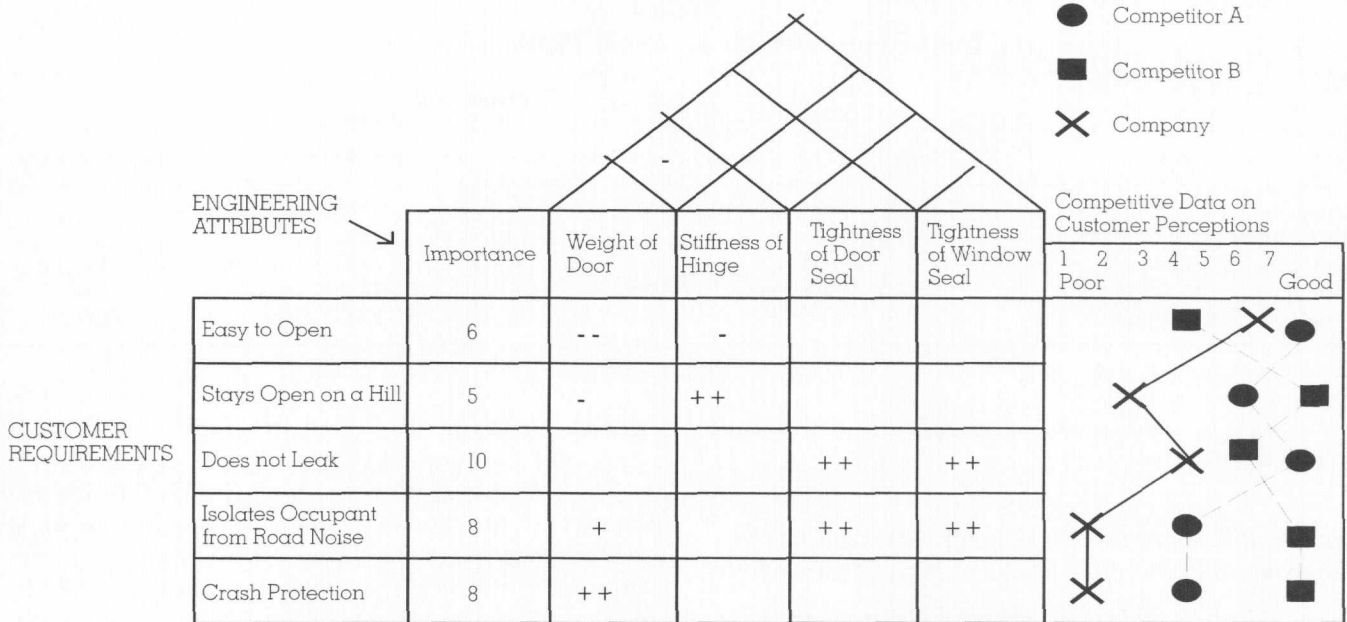 Competitor A
Competitor B
Company
-
ENGINEERING
ATTRIBUTES
Importance
Weight of
Door
Stiffness of
Hinge
Tightness
of Door
Seal
Tightness
of Window
Seal
Competitive Data on
Customer Perceptions
1 2 3 4 5 6 7
Poor Good
CUSTOMER
REQUIREMENTS
Easy to Open 6 -- -
Stays Open on a Hill 5 - ++
Does not Leak 10 ++ ++
Isolates Occupant
from Road Noise 8 + ++ ++
Crash Protection 8 ++